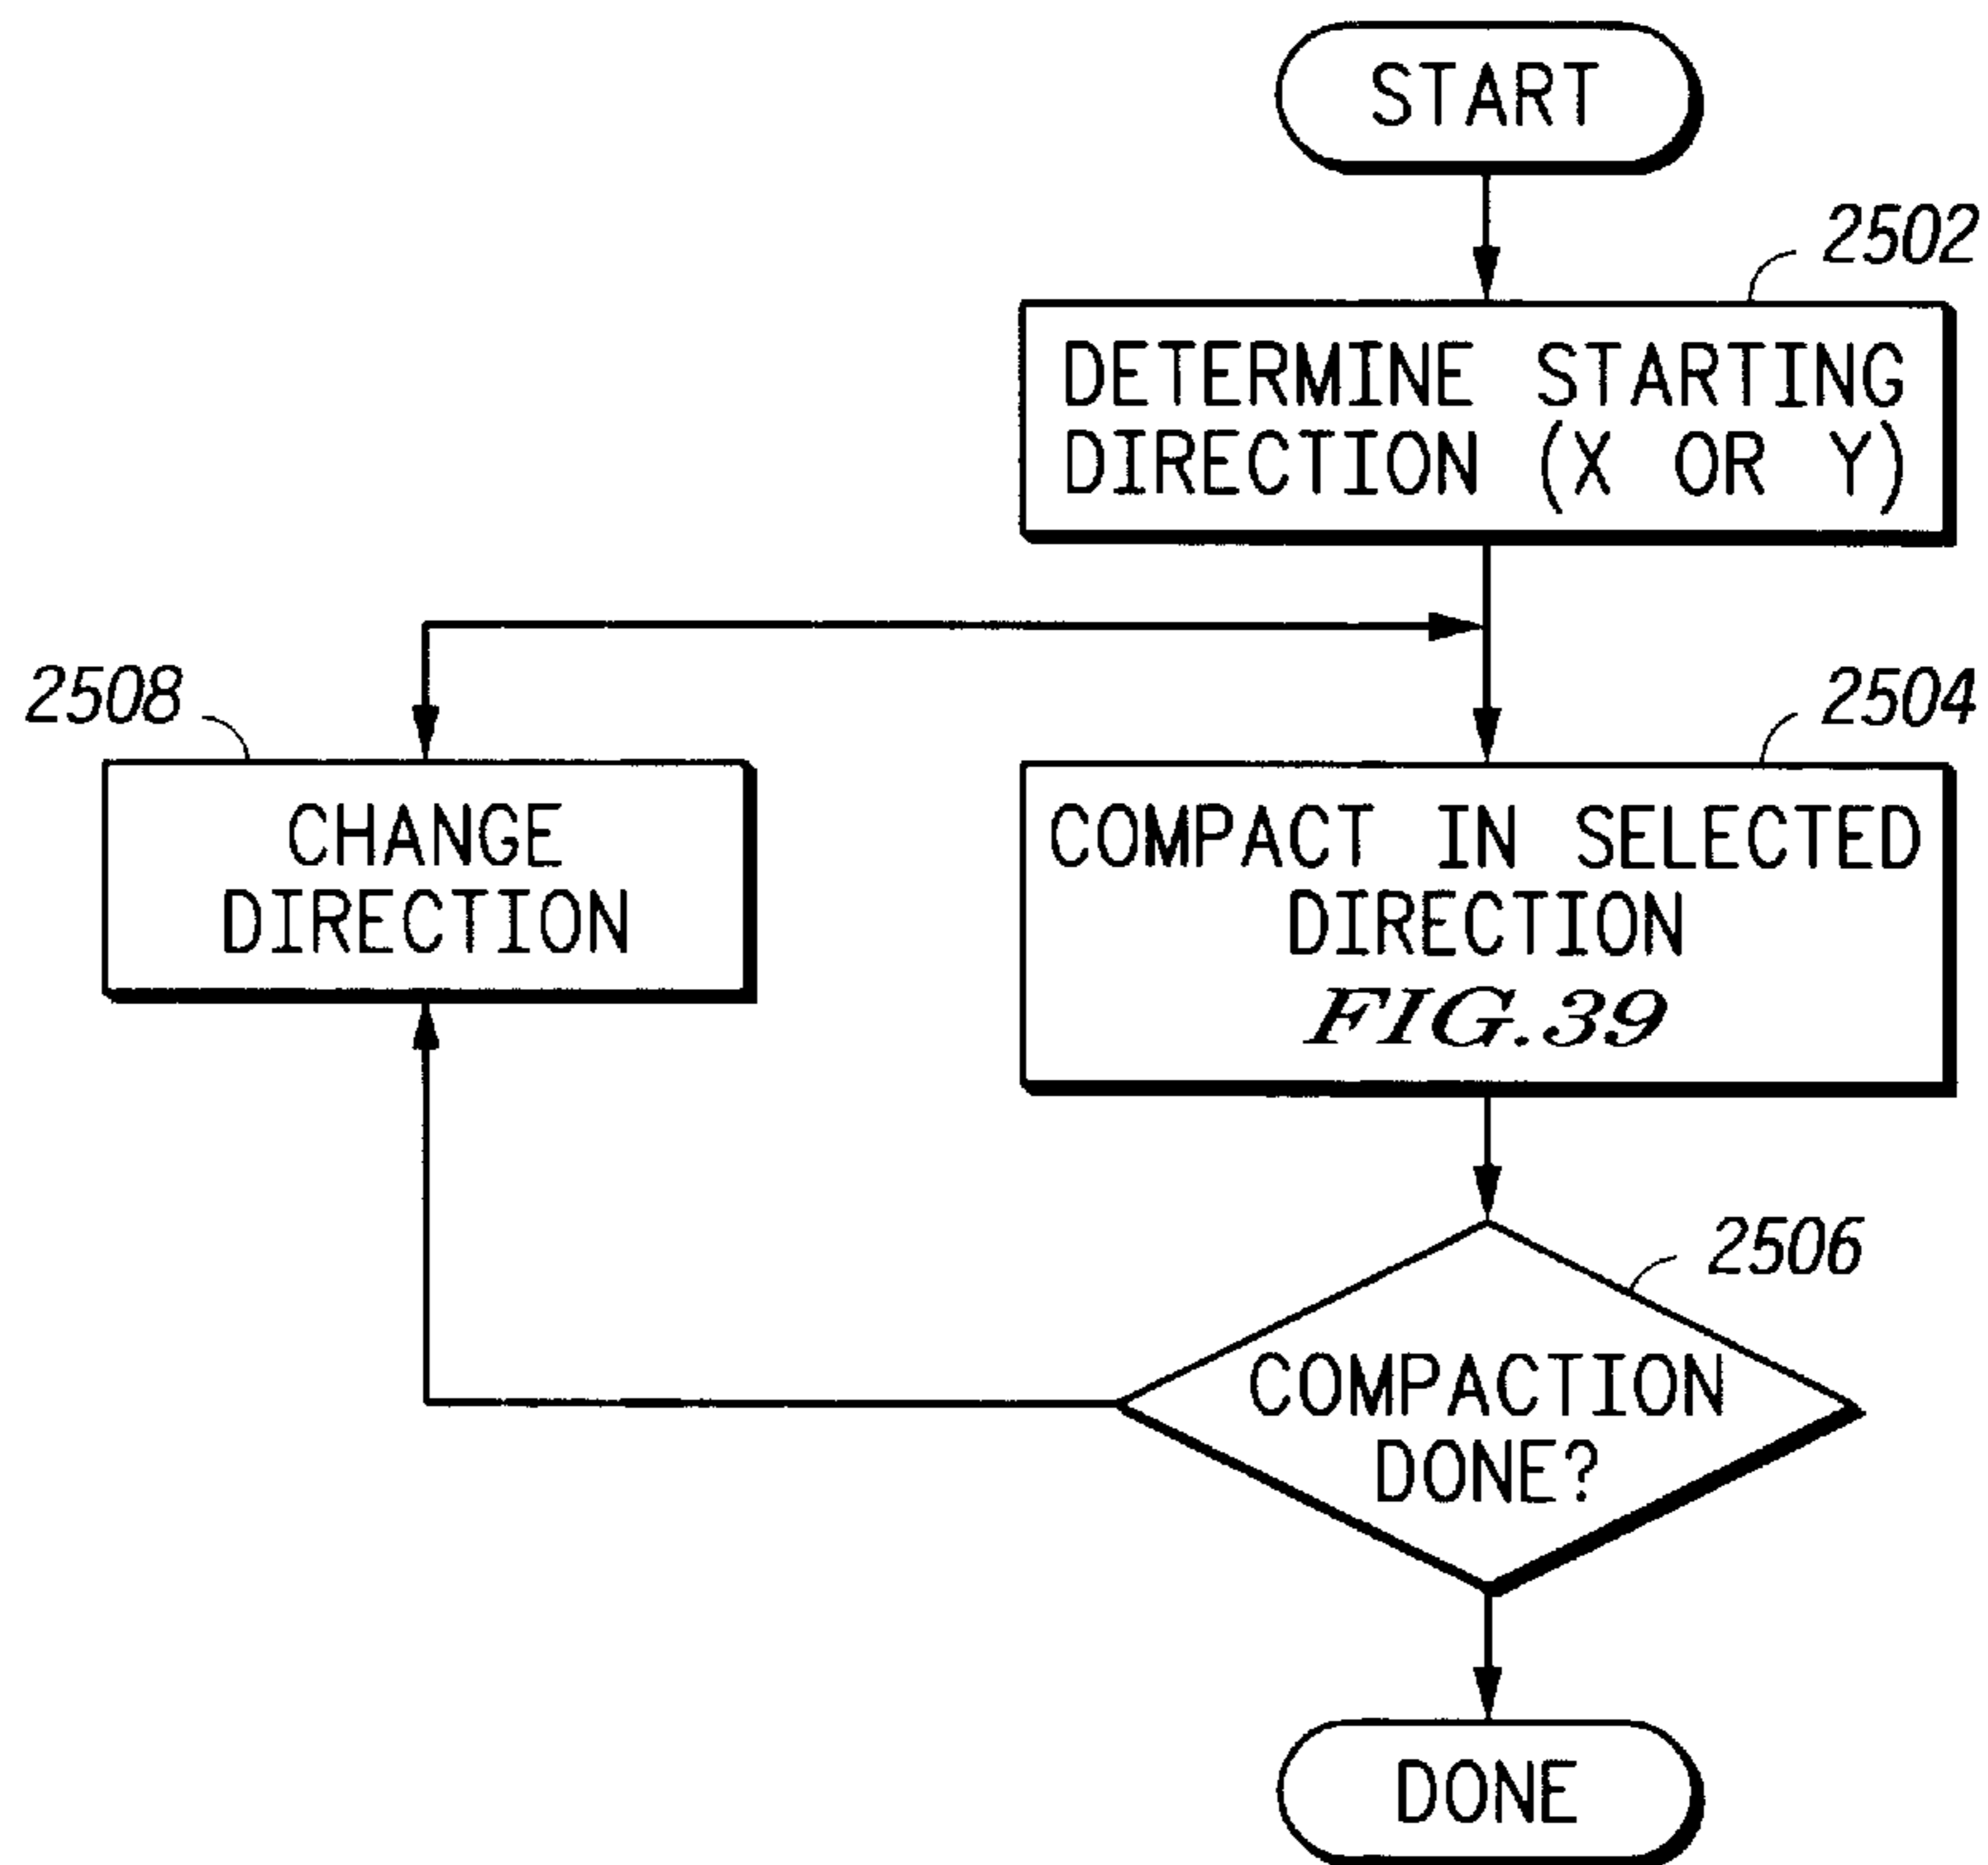 START
2502
DETERMINE STARTING
DIRECTION (X OR Y)
2508
2504
CHANGE
DIRECTION
COMPACT IN SELECTED
DIRECTION
FIG.39
2506
COMPACTION
DONE?
DONE